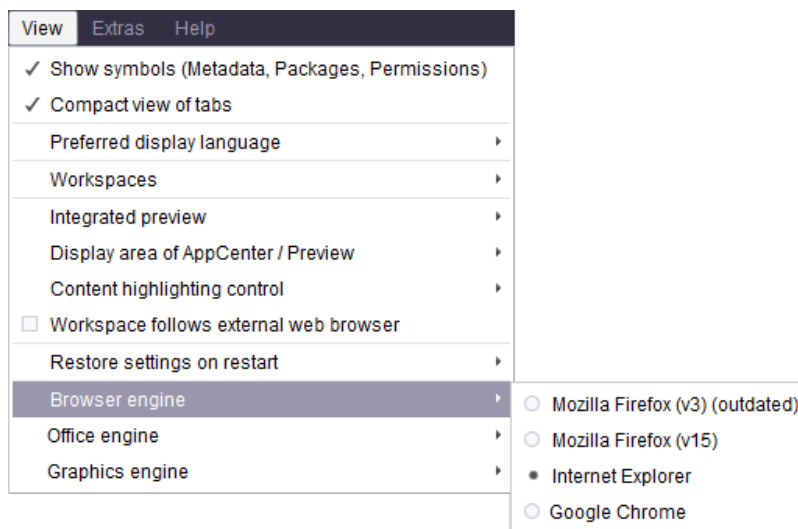 View Extras Help
Show symbols (Metadata, Packages, Permissions)
Compact view of tabs
Preferred display language
Workspaces
Integrated preview
Display area of AppCenter / Preview
Content highlighting control
Workspace follows external web browser
Restore settings on restart
Browser engine
Office engine
Graphics engine
Mozilla Firefox (v3) (outdated)
Mozilla Firefox (v15)
Internet Explorer
Google Chrome